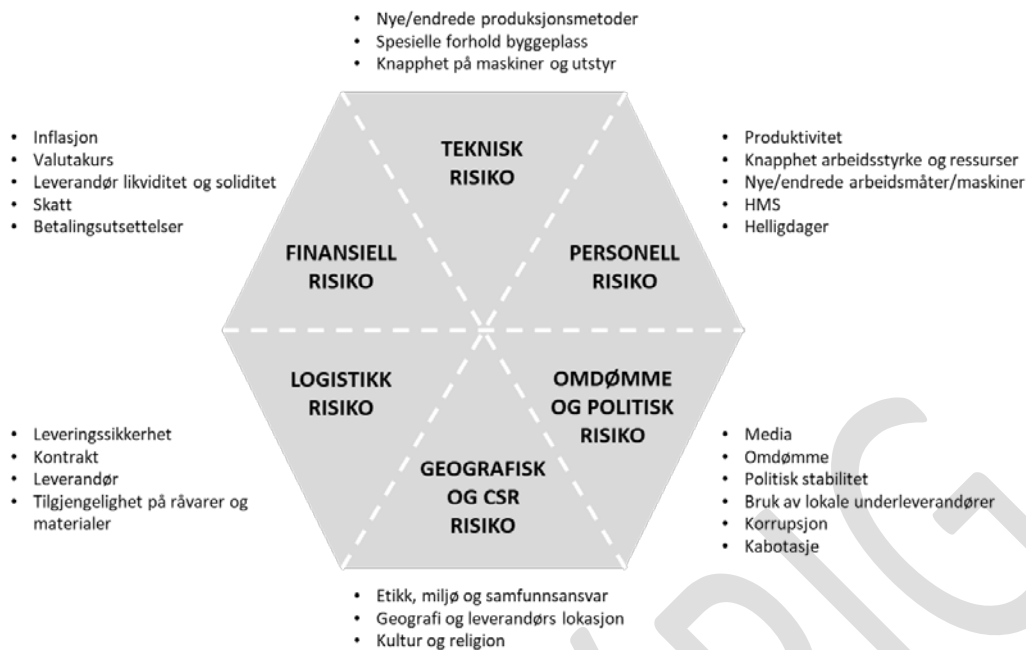 • Nye/endrede produksjonsmetoder
• Spesielle forhold byggeplass
• Knapphet på maskiner og utstyr
• Inflasjon
• Valutakurs
• Leverandør likviditet og soliditet
• Skatt
• Betalingsutsettelser
TEKNISK
RISIKO
• Produktivitet
• Knapphet arbeidsstyrke og ressurser
• Nye/endrede arbeidsmåter/maskiner
• HMS
• Helligdager
FINANSIELL
RISIKO
PERSONELL
RISIKO
LOGISTIKK
RISIKO
OMDØMME
OG POLITISK
RISIKO
• Leveringssikkerhet
• Kontrakt
• Leverandør
• Tilgjengelighet på råvarer og
materialer
GEOGRAFISK
OG CSR
RISIKO
• Media
• Omdømme
• Politisk stabilitet
• Bruk av lokale underleverandører
• Korrupsjon
• Kabotasje
• Etikk, miljø og samfunnsansvar
• Geografi og leverandørs lokasjon
• Kultur og religion